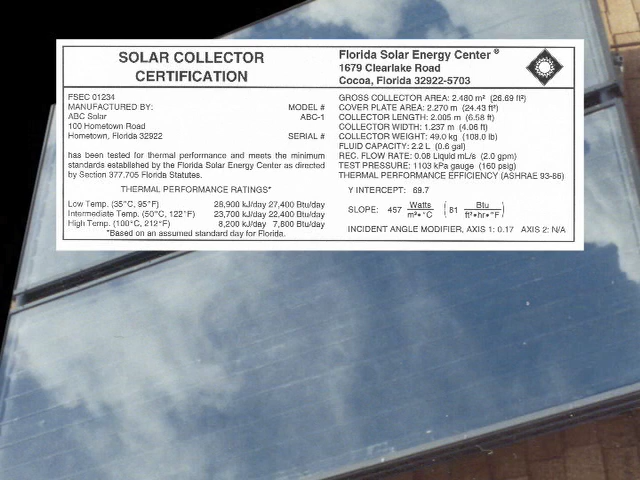 SOLAR COLLECTOR
CERTIFICATION
Florida Solar Energy Center ®
1679 Clearlake Road
Cocoa, Florida 32922-5703
FSEC 01234
MANUFACTURED BY: MODEL #
ABC Solar ABC-1
100 Hometown Road
Hometown, Florida 32922 SERIAL #
has been tested for thermal performance and meets the minimum
standards established by the Florida Solar Energy Center as directed
by Section 377.705 Florida Statutes.
THERMAL PERFORMANCE RATINGS*
Low Temp. (35°C, 95°F) 28,900 kJ/day 27,400 Btu/day
Intermediate Temp. (50°C, 122°F) 23,700 kJ/day 22,400 Btu/day
High Temp. (100°C, 212°F) 8,200 kJ/day 7,800 Btu/day
*Based on an assumed standard day for Florida.
GROSS COLLECTOR AREA: 2.480 m² (26.69 ft²)
COVER PLATE AREA: 2.270 m (24.43 ft²)
COLLECTOR LENGTH: 2.005 m (6.58 ft)
COLLECTOR WIDTH: 1.237 m (4.06 ft)
COLLECTOR WEIGHT: 49.0 kg (108.0 lb)
FLUID CAPACITY: 2.2 L (0.6 gal)
REC. FLOW RATE: 0.08 Liquid mL/s (2.0 gpm)
TEST PRESSURE: 1103 kPa gauge (160 psig)
THERMAL PERFORMANCE EFFICIENCY (ASHRAE 93-86)
Y INTERCEPT: 69.7
SLOPE: 457 Watts/m²•°C (81 Btu/ft²•hr•°F)
INCIDENT ANGLE MODIFIER, AXIS 1: 0.17 AXIS 2: N/A